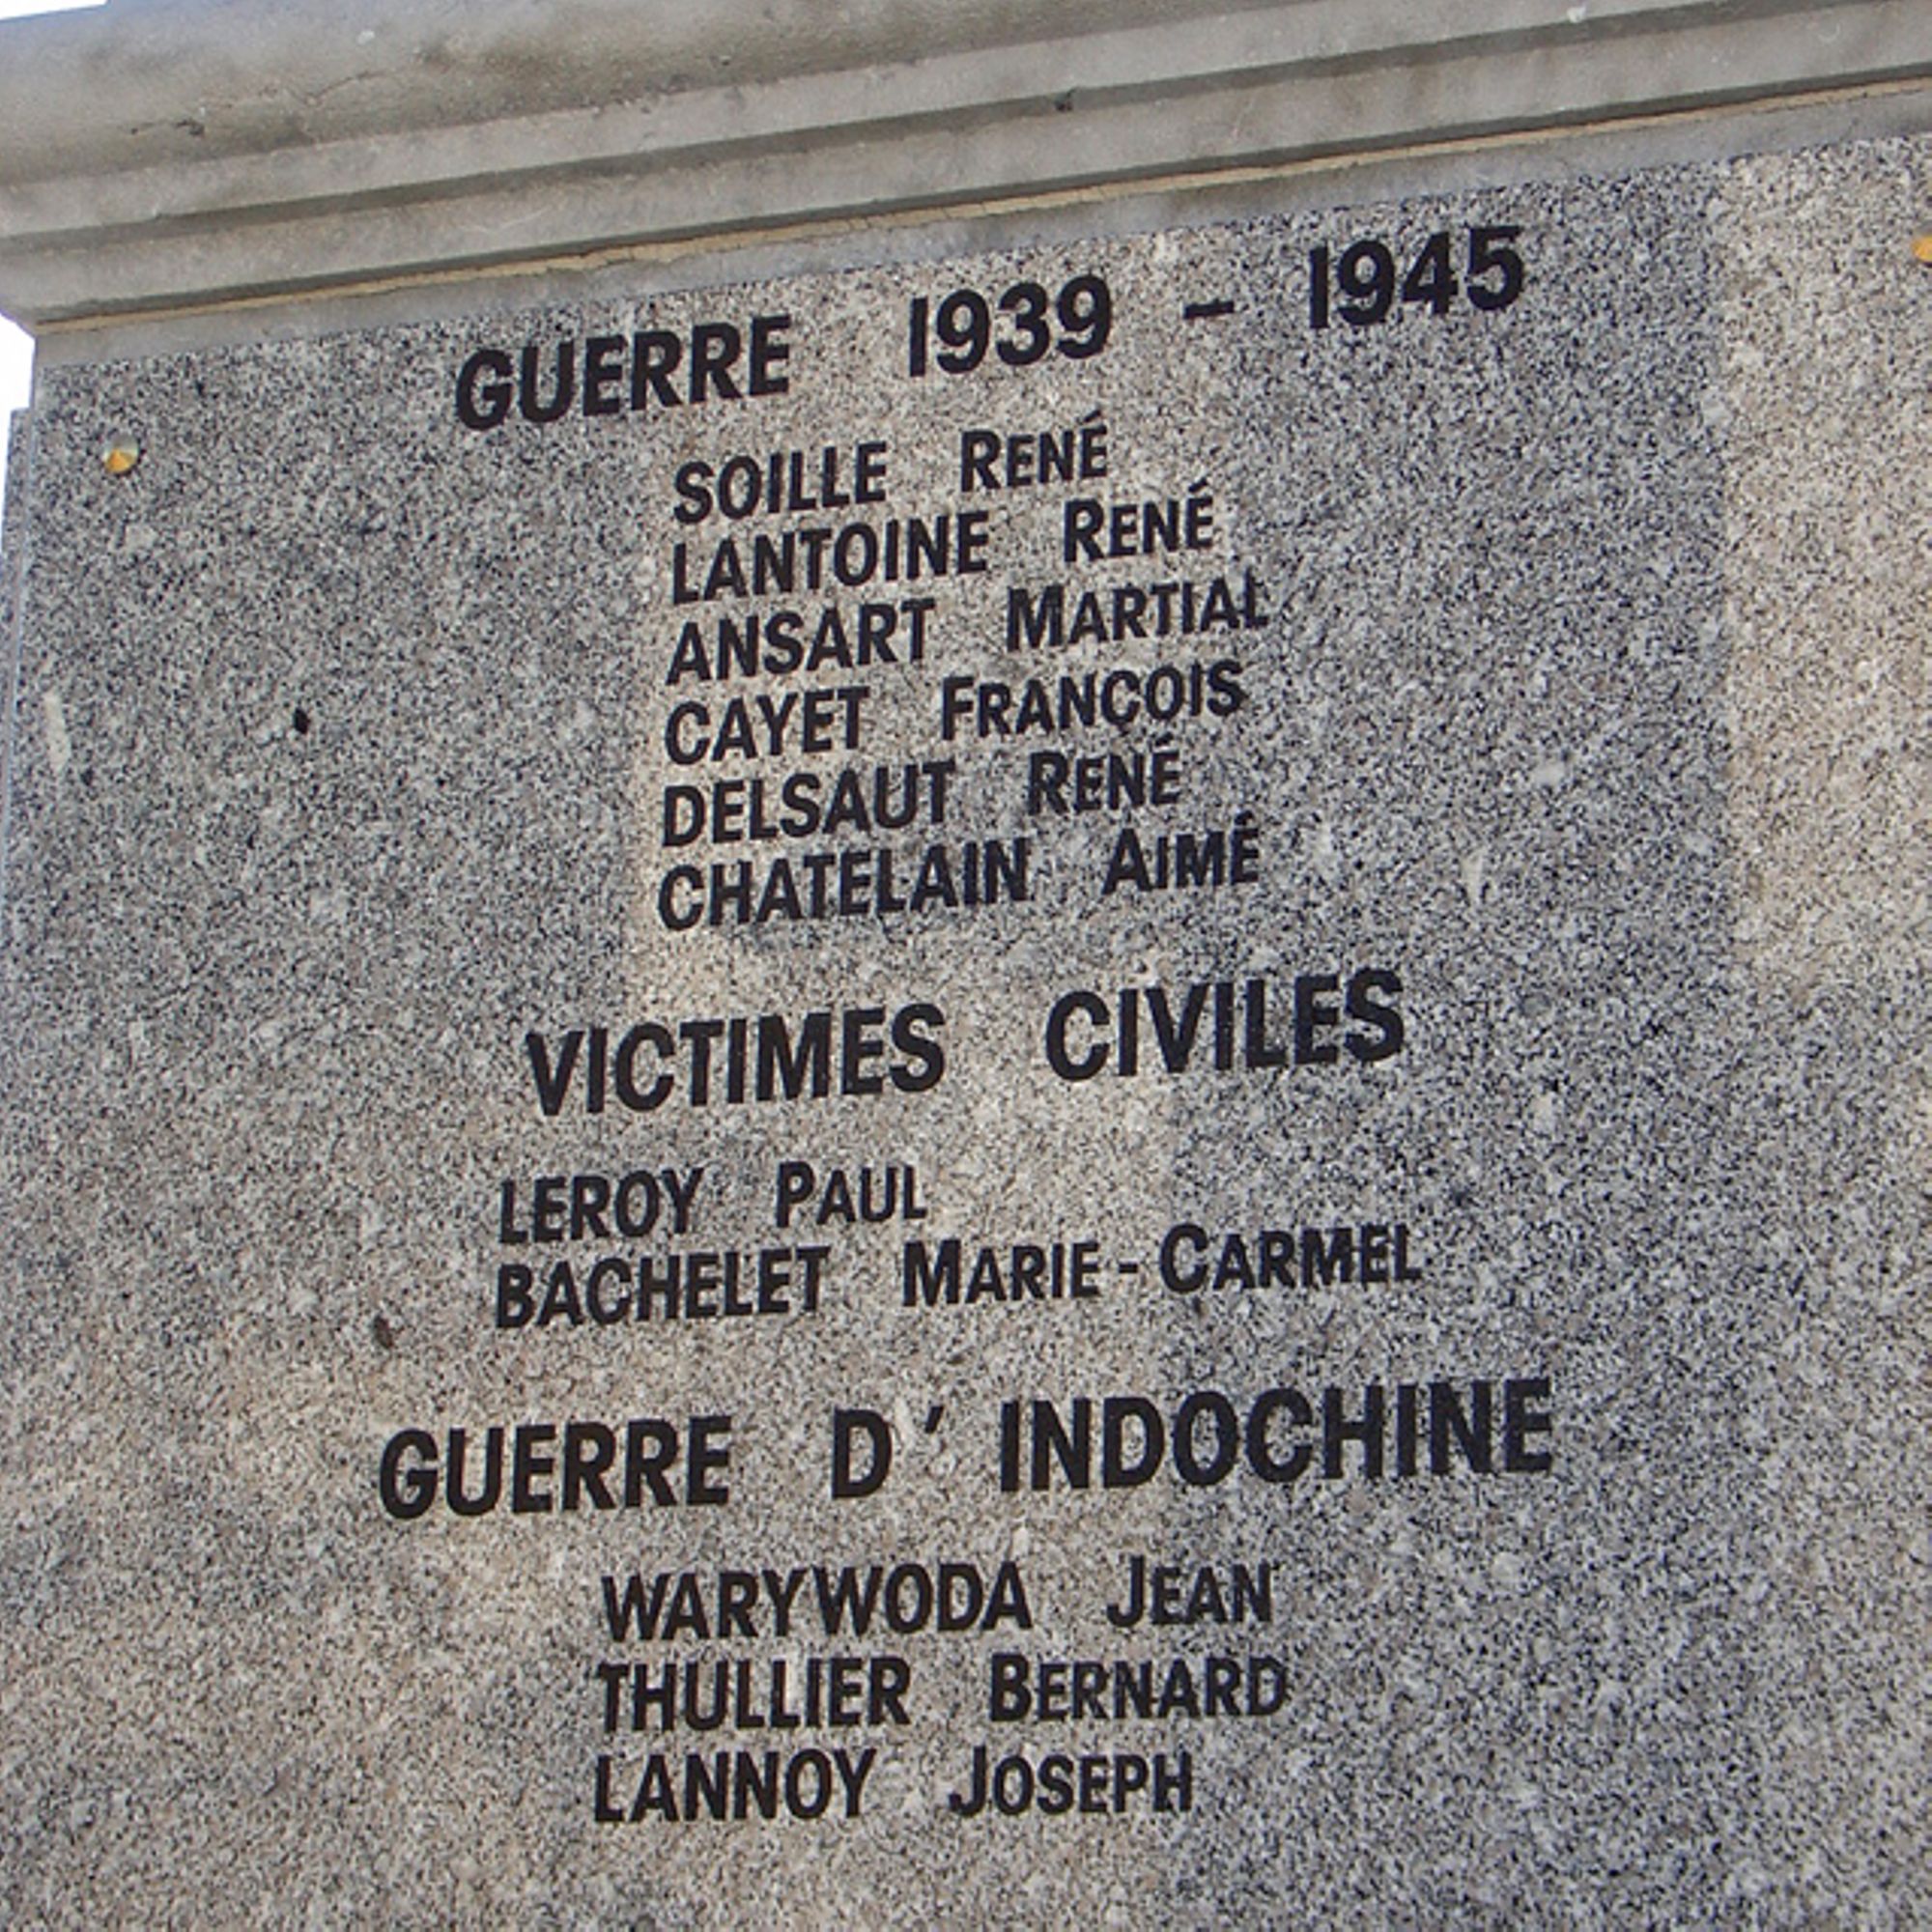 GUERRE 1939 - 1945
SOILLE RENÉ
LANTOINE RENÉ
ANSART MARTIAL
CAYET FRANÇOIS
DELSAUT RENÉ
CHATELAIN AIMÉ
VICTIMES CIVILES
LEROY PAUL
BACHELET MARIE-CARMEL
GUERRE D' INDOCHINE
WARYWODA JEAN
THULLIER BERNARD
LANNOY JOSEPH